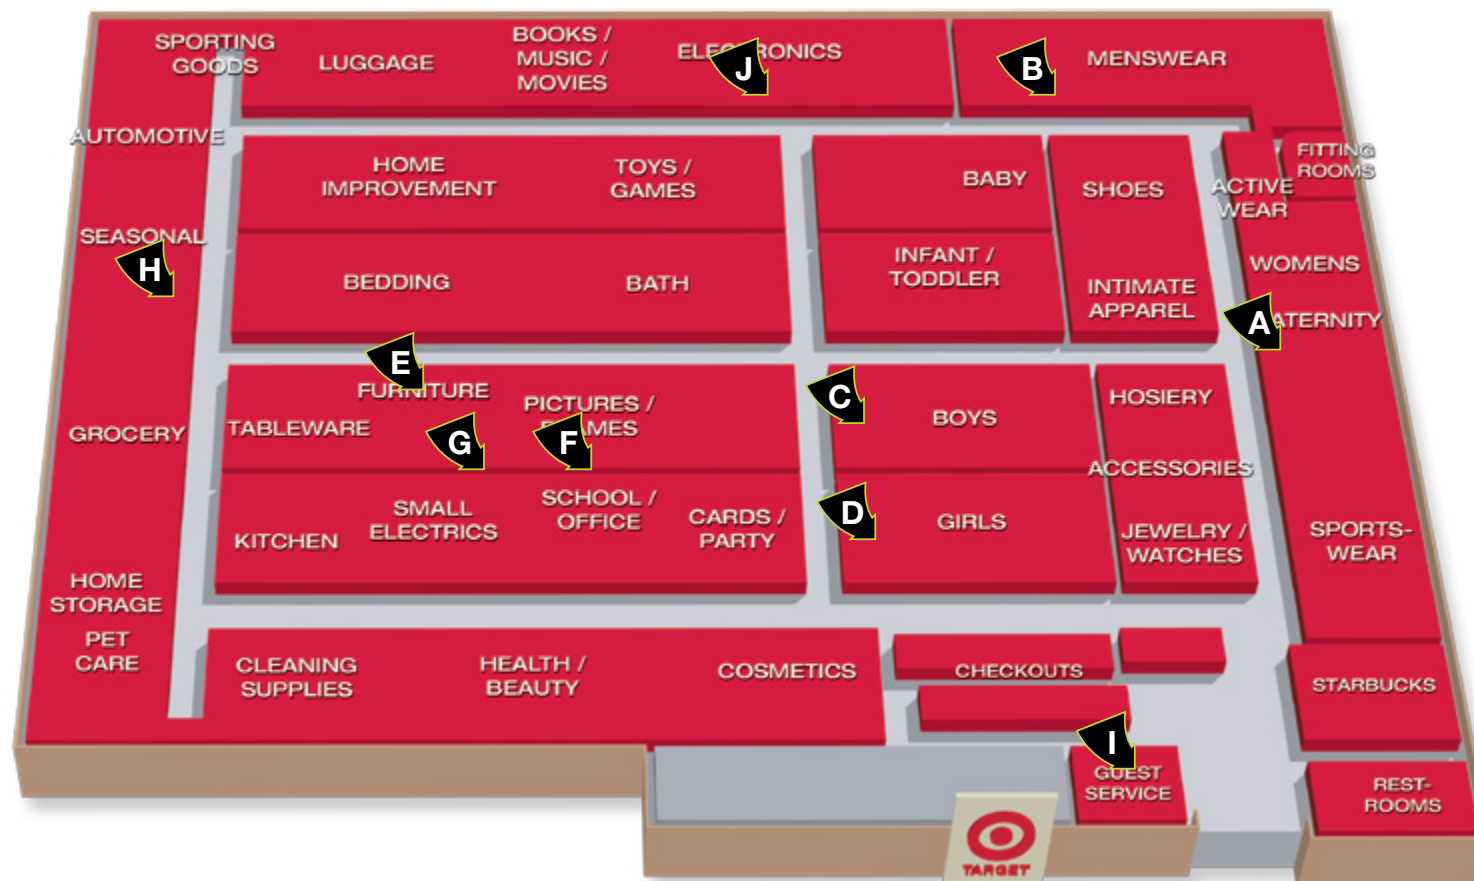 SPORTING
GOODS
LUGGAGE
BOOKS /
MUSIC /
MOVIES
J
B
MENSWEAR
AUTOMOTIVE
HOME
IMPROVEMENT
TOYS /
GAMES
BABY
SHOES
FITTING
ROOMS
ACTIVE
WEAR
SEASONAL
H
BEDDING
BATH
INFANT /
TODDLER
INTIMATE
APPAREL
WOMENS
A
E
FURNITURE
TABLEWARE
PICTURES /
G
F
C
BOYS
HOSIERY
GROCERY
ACCESSORIES
KITCHEN
SMALL
ELECTRICS
SCHOOL /
OFFICE
CARDS /
PARTY
D
GIRLS
JEWELRY /
WATCHES
SPORTS-
WEAR
HOME
STORAGE
PET
CARE
CLEANING
SUPPLIES
HEALTH /
BEAUTY
COSMETICS
CHECKOUTS
STARBUCKS
I
GUEST
SERVICE
REST-
ROOMS
TARGET